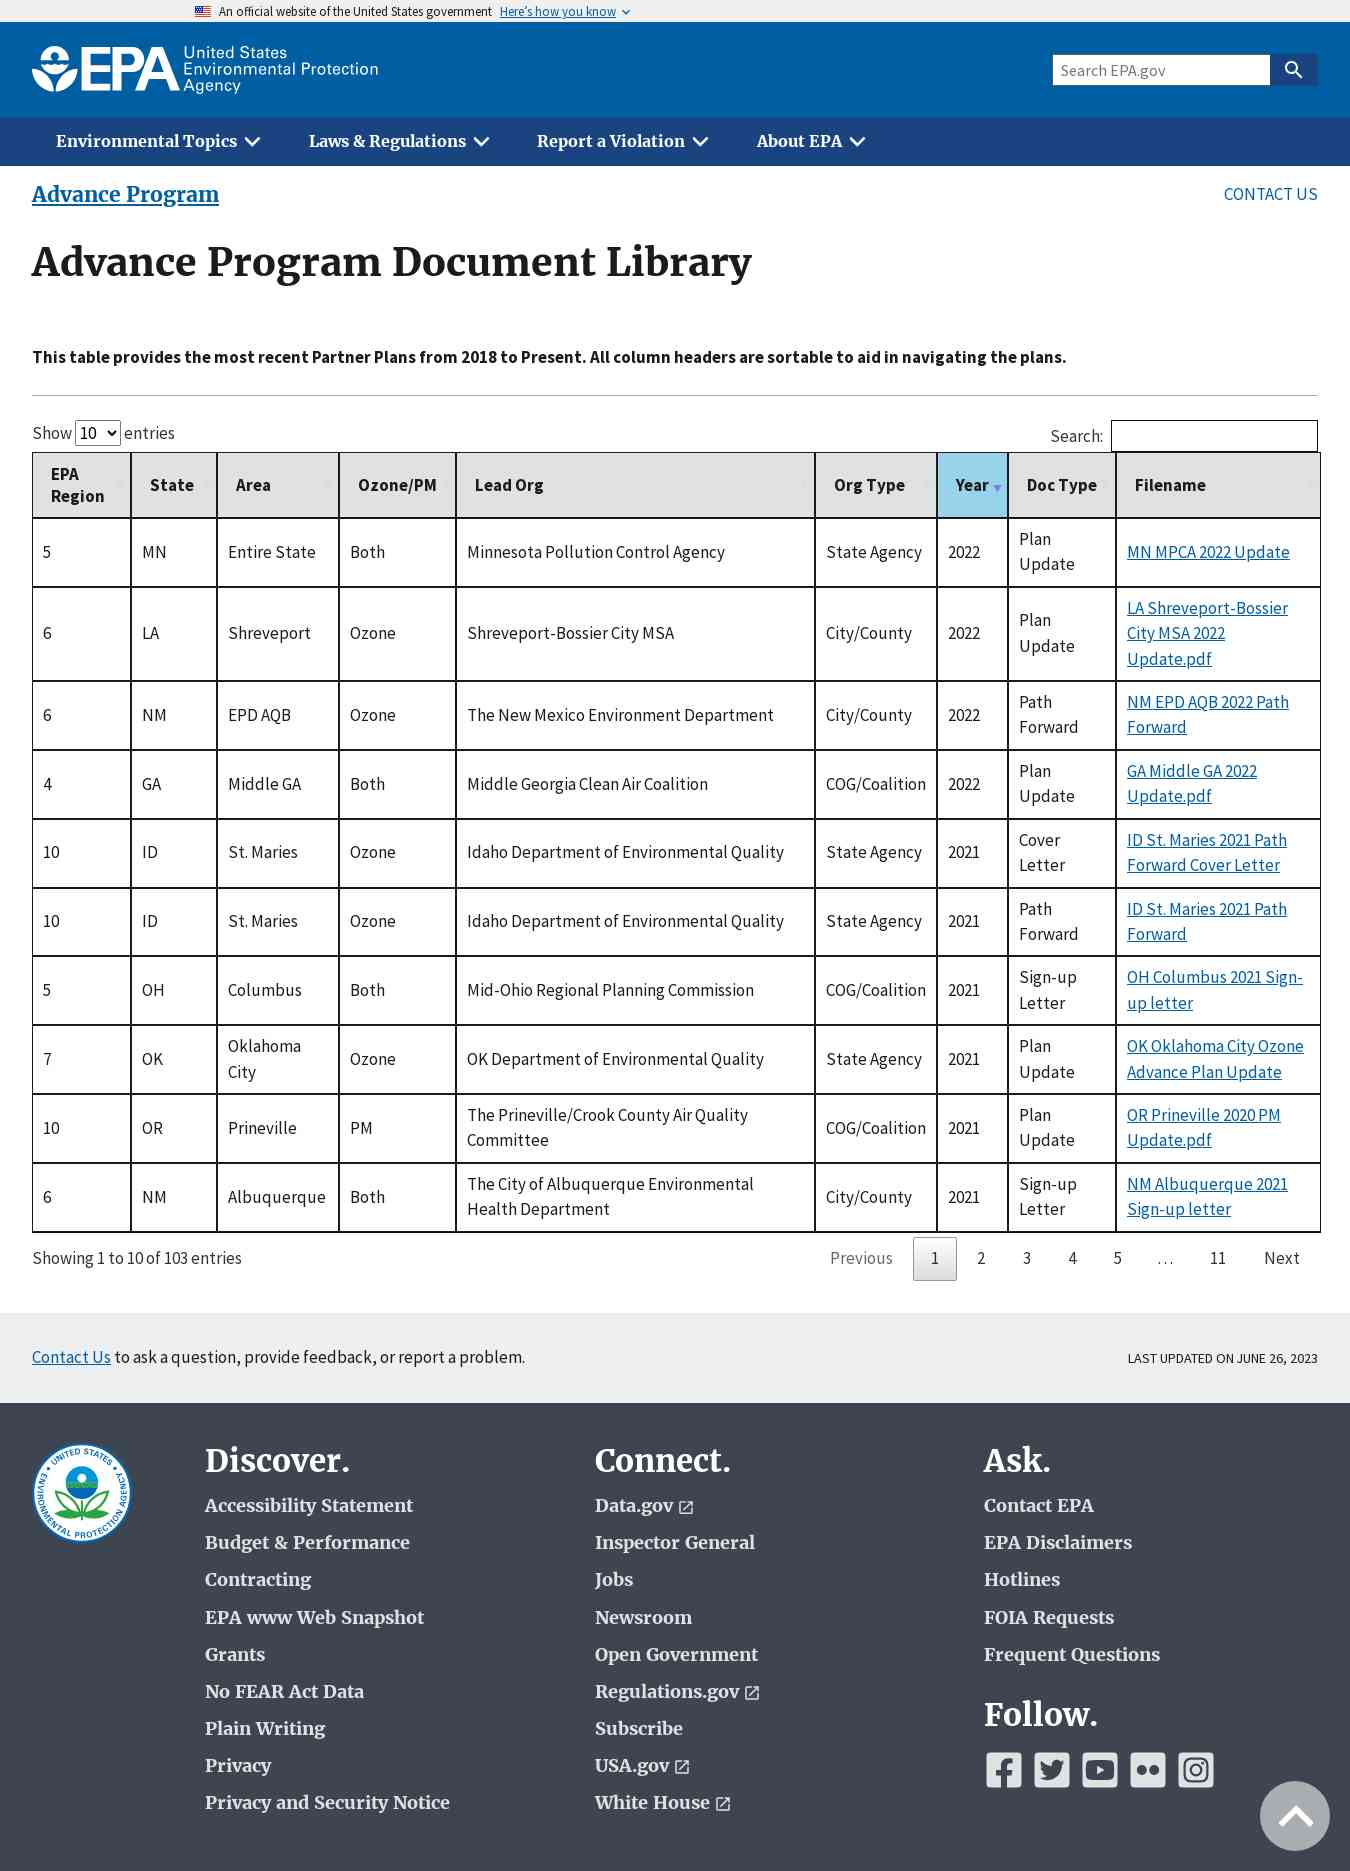 An official website of the United States government Here's how you know
EPA United States
Environmental Protection
Agency
Search EPA.gov
Environmental Topics Laws & Regulations Report a Violation About EPA
Advance Program CONTACT US
Advance Program Document Library
This table provides the most recent Partner Plans from 2018 to Present. All column headers are sortable to aid in navigating the plans.
Show 10 entries Search:
EPA Region State Area Ozone/PM Lead Org Org Type Year Doc Type Filename
5 MN Entire State Both Minnesota Pollution Control Agency State Agency 2022 Plan Update MN MPCA 2022 Update
6 LA Shreveport Ozone Shreveport-Bossier City MSA City/County 2022 Plan Update LA Shreveport-Bossier City MSA 2022 Update.pdf
6 NM EPD AQB Ozone The New Mexico Environment Department City/County 2022 Path Forward NM EPD AQB 2022 Path Forward
4 GA Middle GA Both Middle Georgia Clean Air Coalition COG/Coalition 2022 Plan Update GA Middle GA 2022 Update.pdf
10 ID St. Maries Ozone Idaho Department of Environmental Quality State Agency 2021 Cover Letter ID St. Maries 2021 Path Forward Cover Letter
10 ID St. Maries Ozone Idaho Department of Environmental Quality State Agency 2021 Path Forward ID St. Maries 2021 Path Forward
5 OH Columbus Both Mid-Ohio Regional Planning Commission COG/Coalition 2021 Sign-up Letter OH Columbus 2021 Sign-up letter
7 OK Oklahoma City Ozone OK Department of Environmental Quality State Agency 2021 Plan Update OK Oklahoma City Ozone Advance Plan Update
10 OR Prineville PM The Prineville/Crook County Air Quality Committee COG/Coalition 2021 Plan Update OR Prineville 2020 PM Update.pdf
6 NM Albuquerque Both The City of Albuquerque Environmental Health Department City/County 2021 Sign-up Letter NM Albuquerque 2021 Sign-up letter
Showing 1 to 10 of 103 entries Previous 1 2 3 4 5 … 11 Next
Contact Us to ask a question, provide feedback, or report a problem. LAST UPDATED ON JUNE 26, 2023
UNITED STATES ENVIRONMENTAL PROTECTION AGENCY
Discover.
Accessibility Statement
Budget & Performance
Contracting
EPA www Web Snapshot
Grants
No FEAR Act Data
Plain Writing
Privacy
Privacy and Security Notice
Connect.
Data.gov
Inspector General
Jobs
Newsroom
Open Government
Regulations.gov
Subscribe
USA.gov
White House
Ask.
Contact EPA
EPA Disclaimers
Hotlines
FOIA Requests
Frequent Questions
Follow.